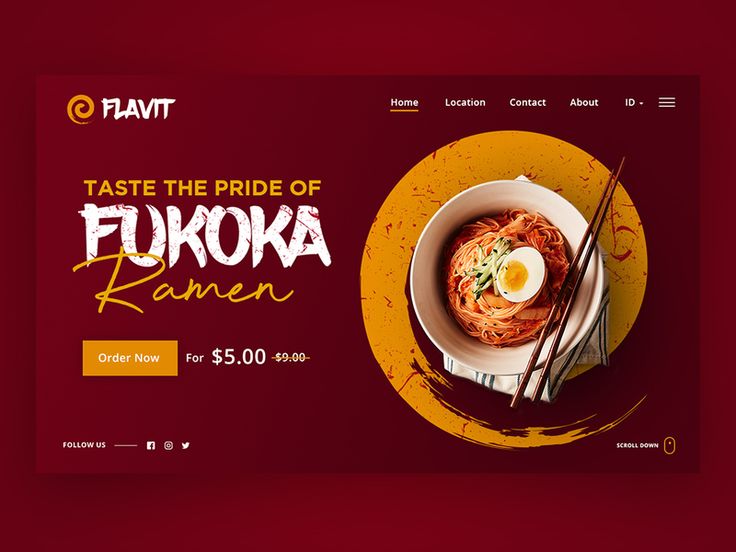 FLAVIT
Home Location Contact About ID
TASTE THE PRIDE OF
FUKOKA
Ramen
Order Now For $5.00 $9.00
FOLLOW US
SCROLL DOWN